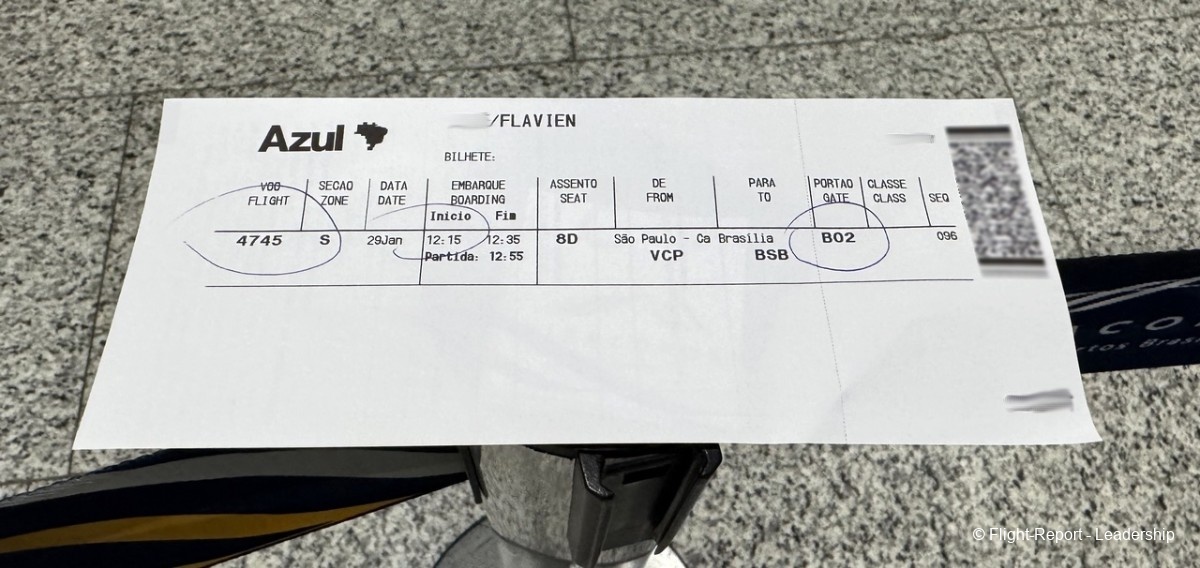 Azul
/FLAVIEN
BILHETE:
VOO SECAO DATA EMBARQUE ASSENTO DE PARA PORTAO CLASSE
FLIGHT ZONE DATE BOARDING SEAT FROM TO GATE CLASS SEQ
Início Fim
4745 S 29Jan 12:15 12:35 8D São Paulo - Ca Brasília B02 096
Partida: 12:55 VCP BSB
© Flight-Report - Leadership